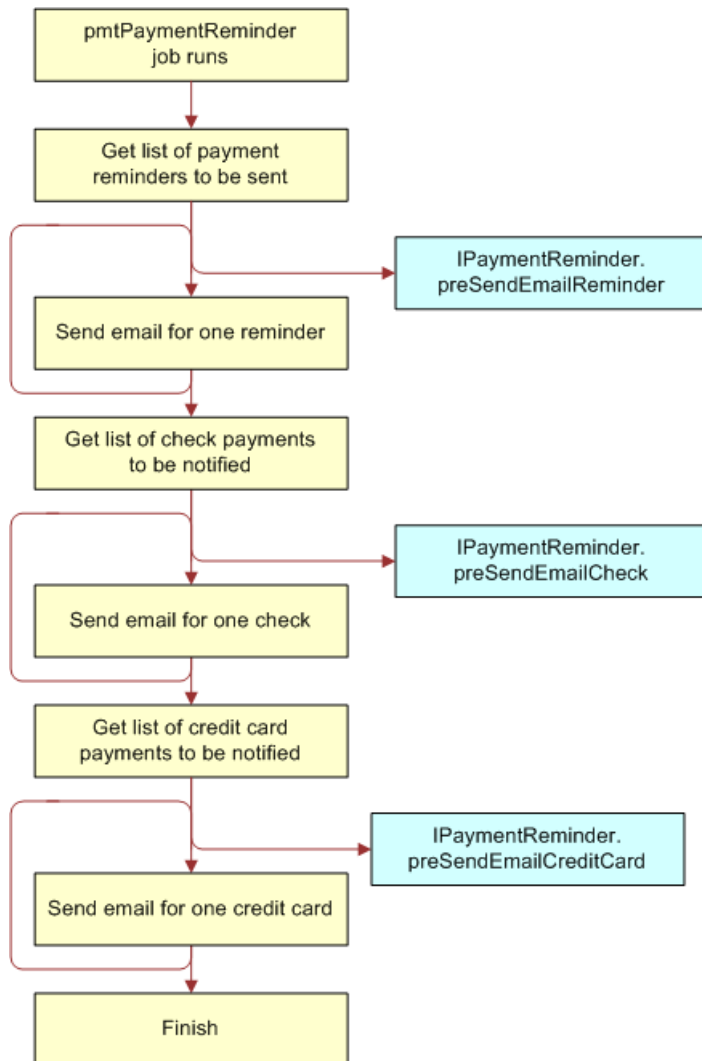 pmtPaymentReminder
job runs
Get list of payment
reminders to be sent
IPaymentReminder.
preSendEmailReminder
Send email for one reminder
Get list of check payments
to be notified
IPaymentReminder.
preSendEmailCheck
Send email for one check
Get list of credit card
payments to be notified
IPaymentReminder.
preSendEmailCreditCard
Send email for one credit card
Finish